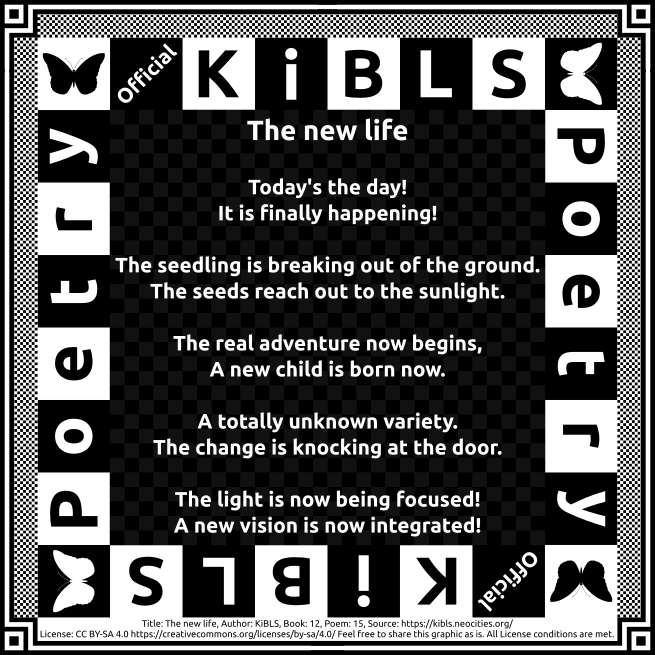 Official KiBLS
Poetry
Poetry
The new life
Today's the day!
It is finally happening!
The seedling is breaking out of the ground.
The seeds reach out to the sunlight.
The real adventure now begins,
A new child is born now.
A totally unknown variety.
The change is knocking at the door.
The light is now being focused!
A new vision is now integrated!
Official KiBLS
Title: The new life, Author: KiBLS, Book: 12, Poem: 15, Source: https://kibls.neocities.org/
License: CC BY-SA 4.0 https://creativecommons.org/licenses/by-sa/4.0/ Feel free to share this graphic as is. All License conditions are met.